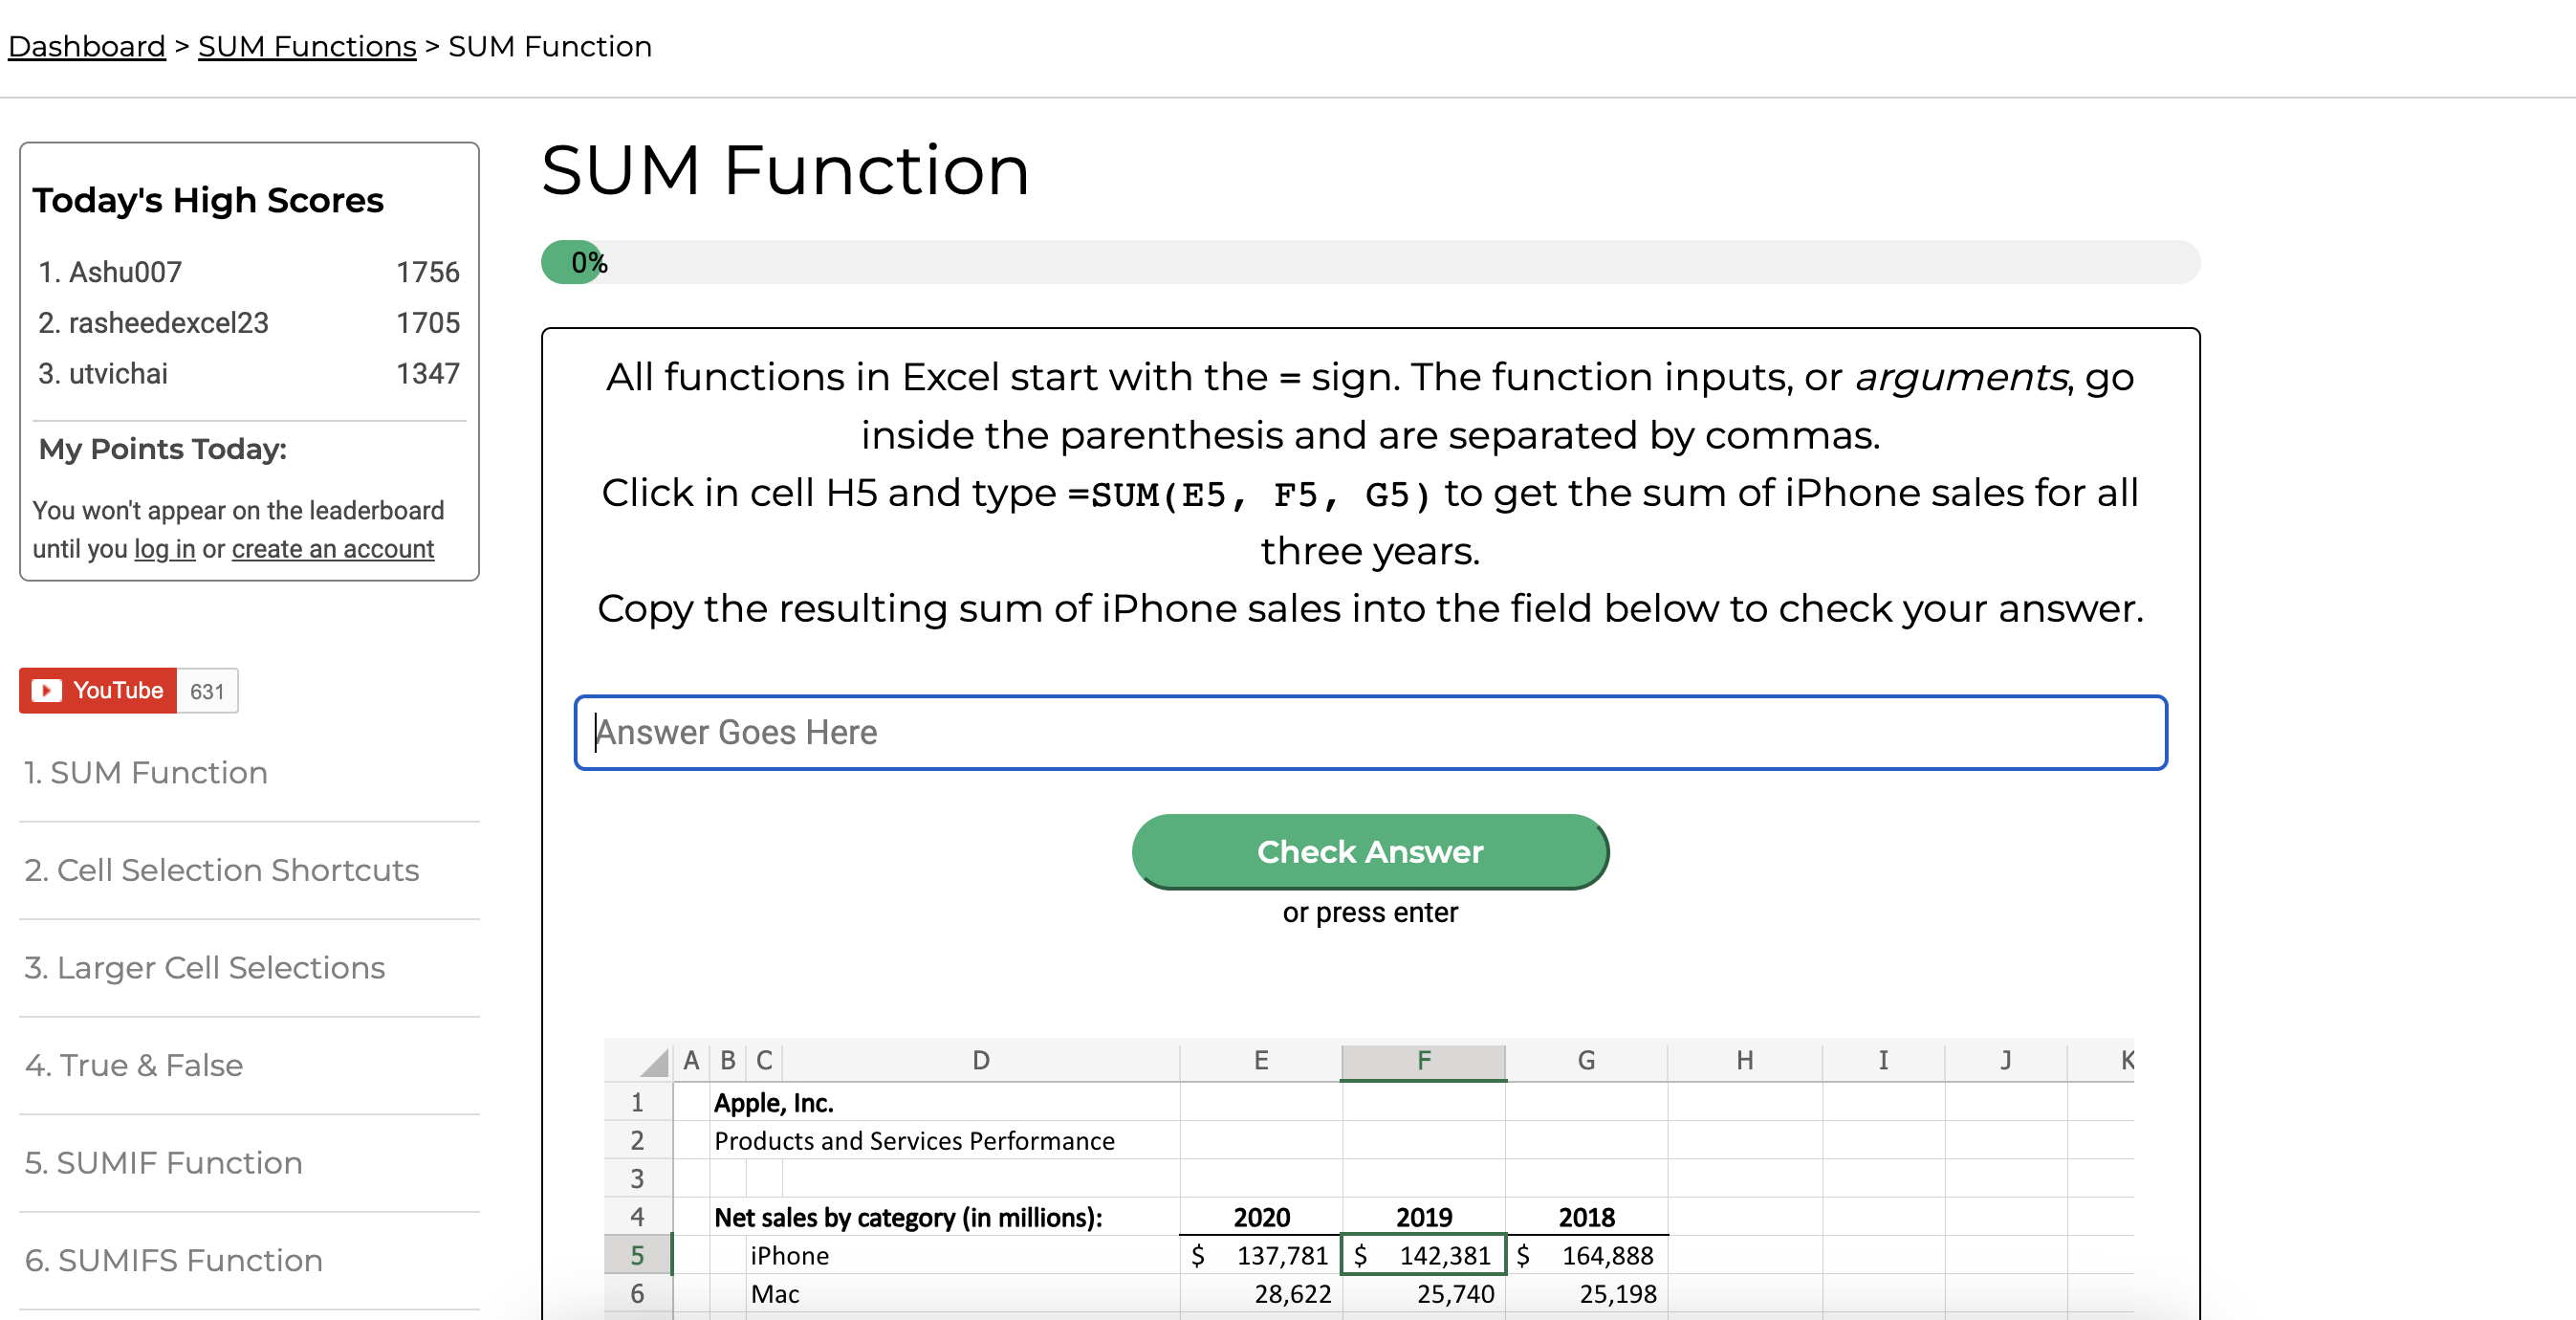 Dashboard > SUM Functions > SUM Function
Today's High Scores
1. Ashu007 1756
2. rasheedexcel23 1705
3. utvichai 1347
My Points Today:
You won't appear on the leaderboard
until you log in or create an account
YouTube 631
1. SUM Function
2. Cell Selection Shortcuts
3. Larger Cell Selections
4. True & False
5. SUMIF Function
6. SUMIFS Function
SUM Function
0%
All functions in Excel start with the = sign. The function inputs, or arguments, go
inside the parenthesis and are separated by commas.
Click in cell H5 and type =SUM(E5, F5, G5) to get the sum of iPhone sales for all
three years.
Copy the resulting sum of iPhone sales into the field below to check your answer.
Answer Goes Here
Check Answer
or press enter
A B C D E F G H I J K
1 Apple, Inc.
2 Products and Services Performance
3
4 Net sales by category (in millions): 2020 2019 2018
5 iPhone $ 137,781 $ 142,381 $ 164,888
6 Mac 28,622 25,740 25,198